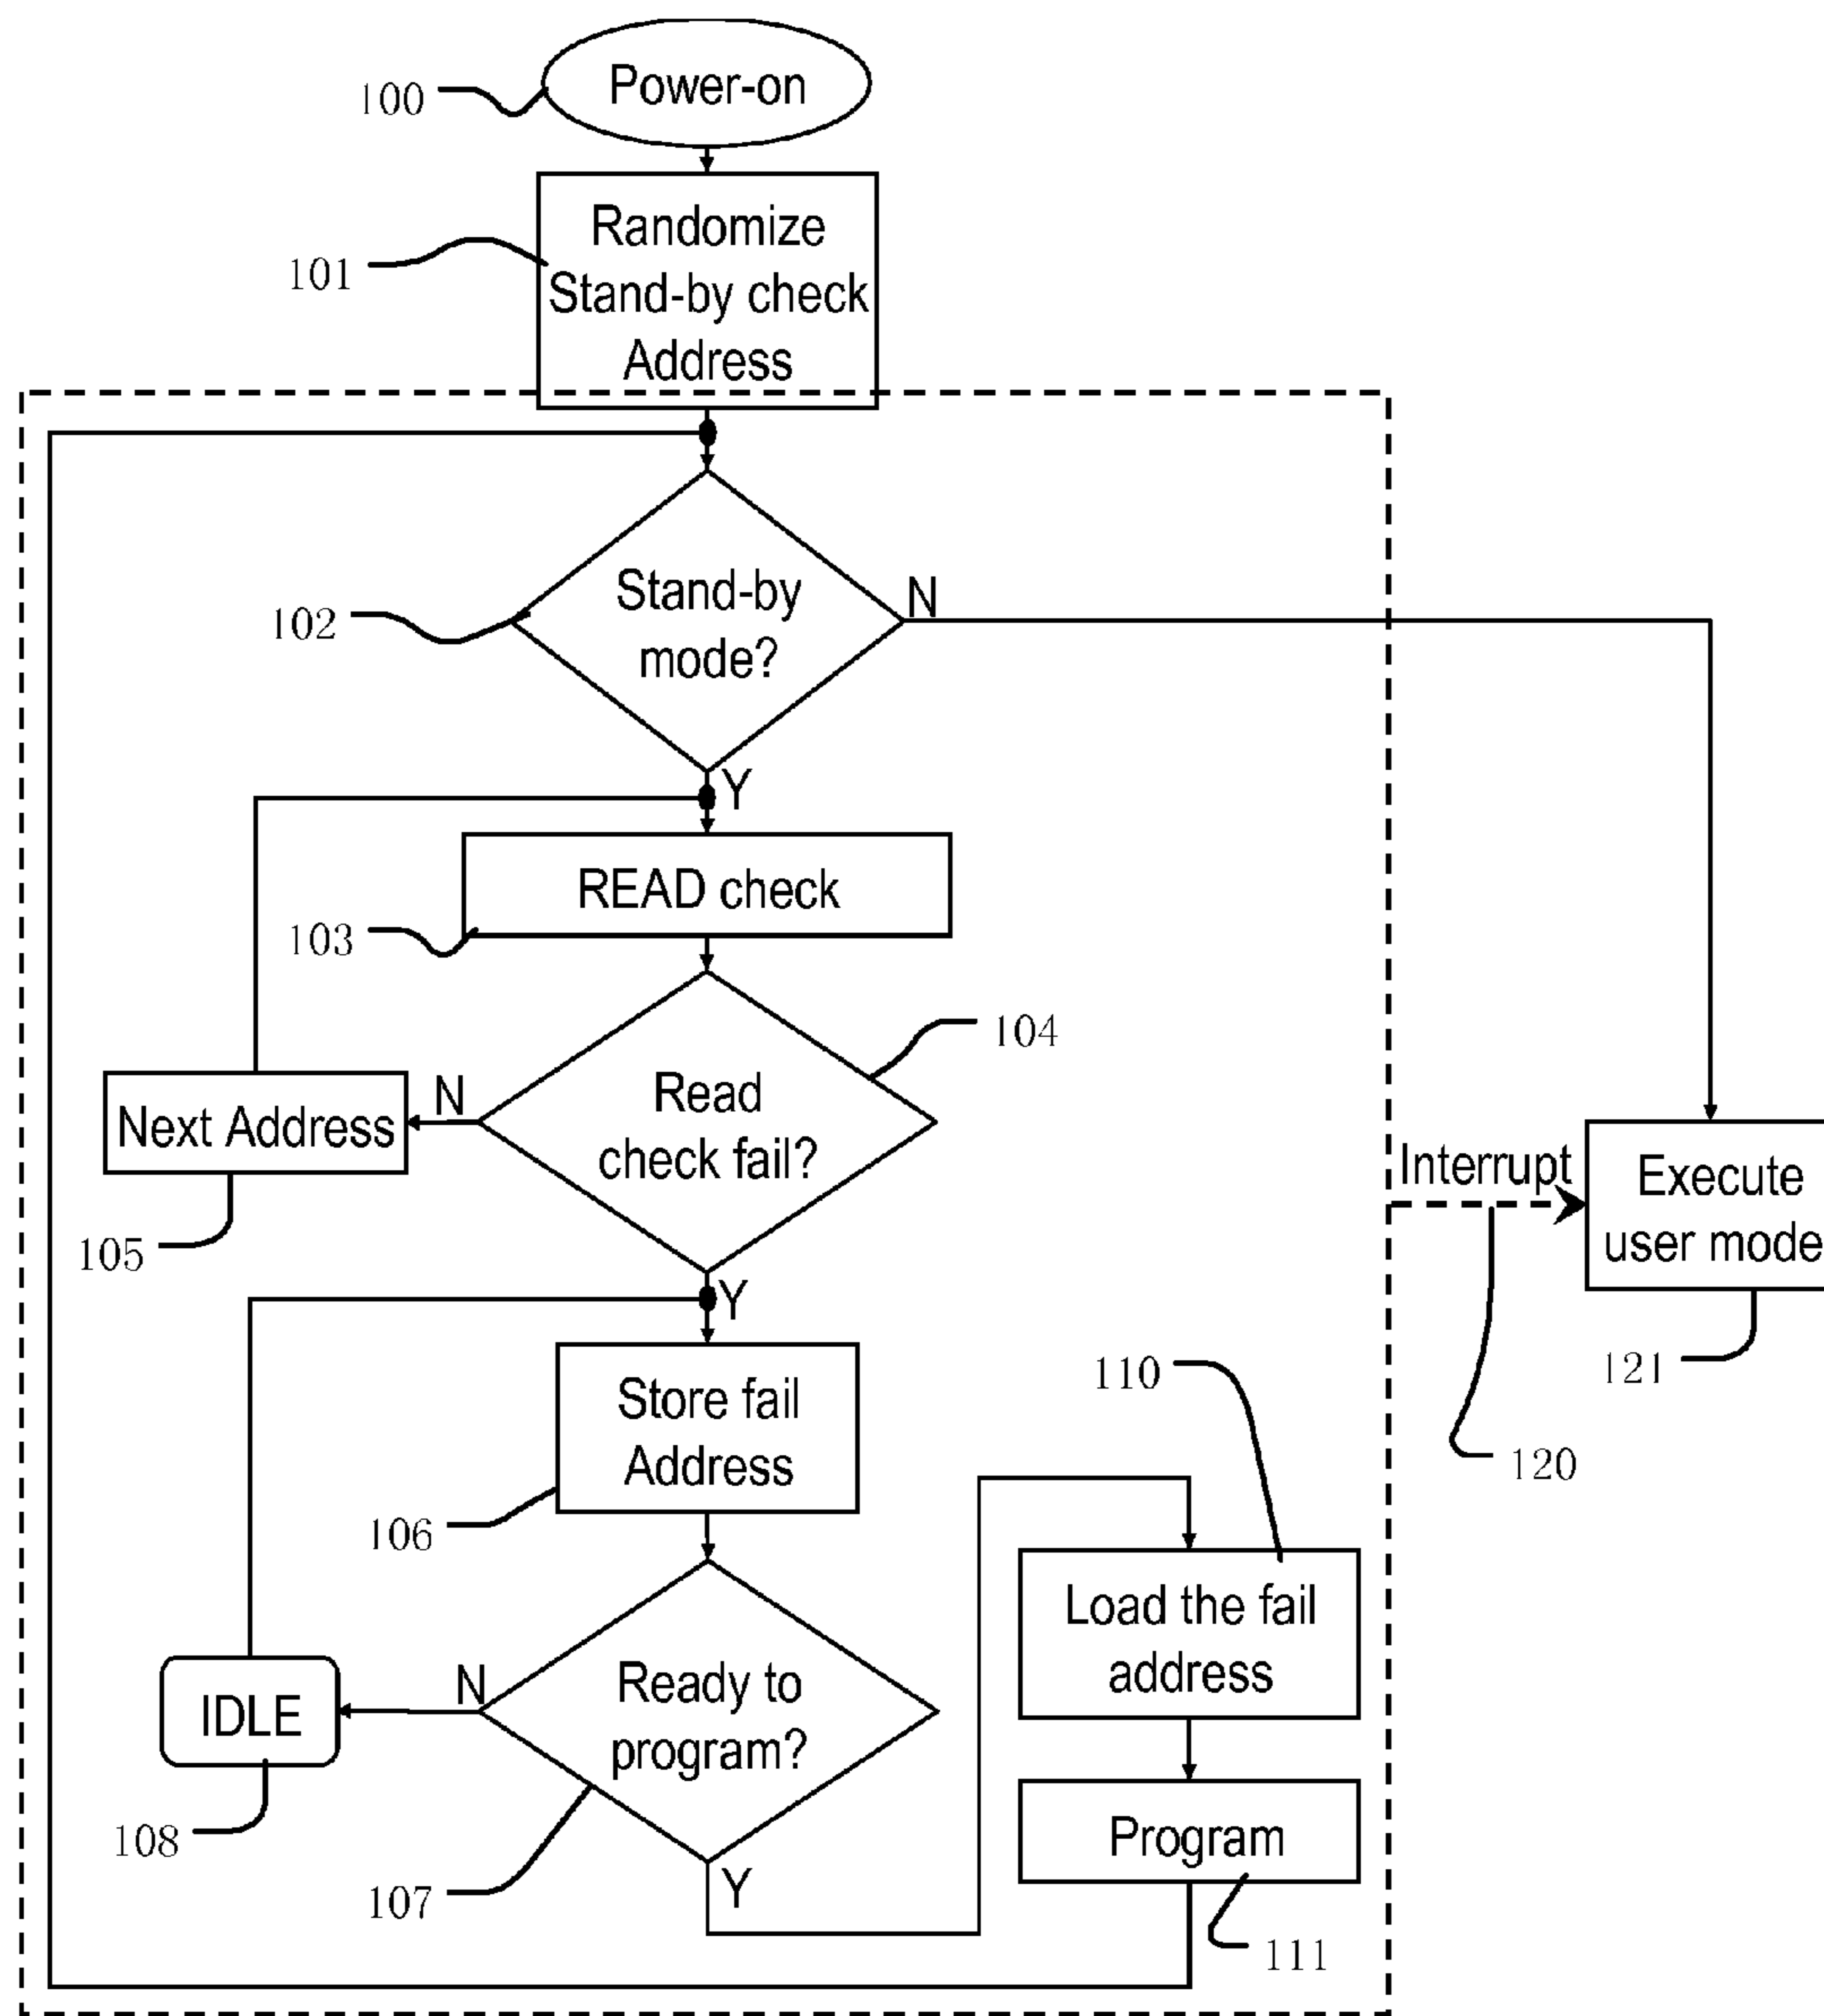 Power-on
100
Randomize
Stand-by check
Address
101
Stand-by
mode?
N
102
Y
READ check
103
104
Read
check fail?
N
Next Address
105
Y
Interrupt
Execute
user mode
121
120
Store fail
Address
106
110
Load the fail
address
Ready to
program?
N
IDLE
108
107
Y
Program
111